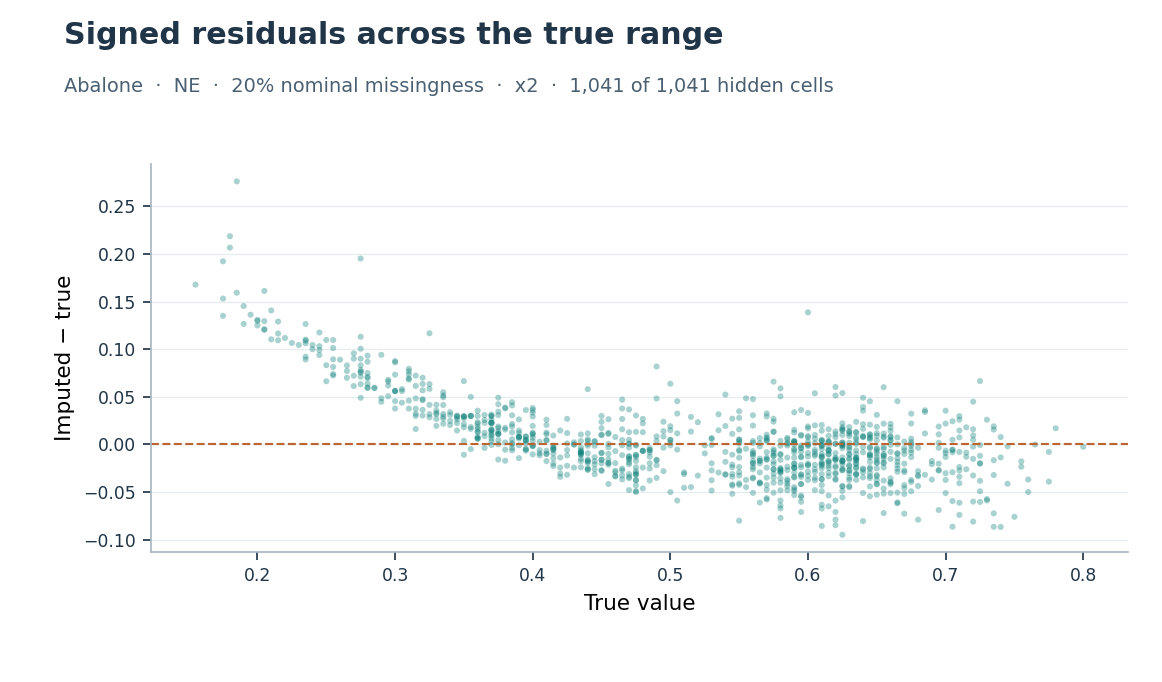 Signed residuals across the true range
Abalone · NE · 20% nominal missingness · x2 · 1,041 of 1,041 hidden cells
0.25
0.20
0.15
0.10
0.05
0.00
−0.05
−0.10
Imputed − true
0.2 0.3 0.4 0.5 0.6 0.7 0.8
True value